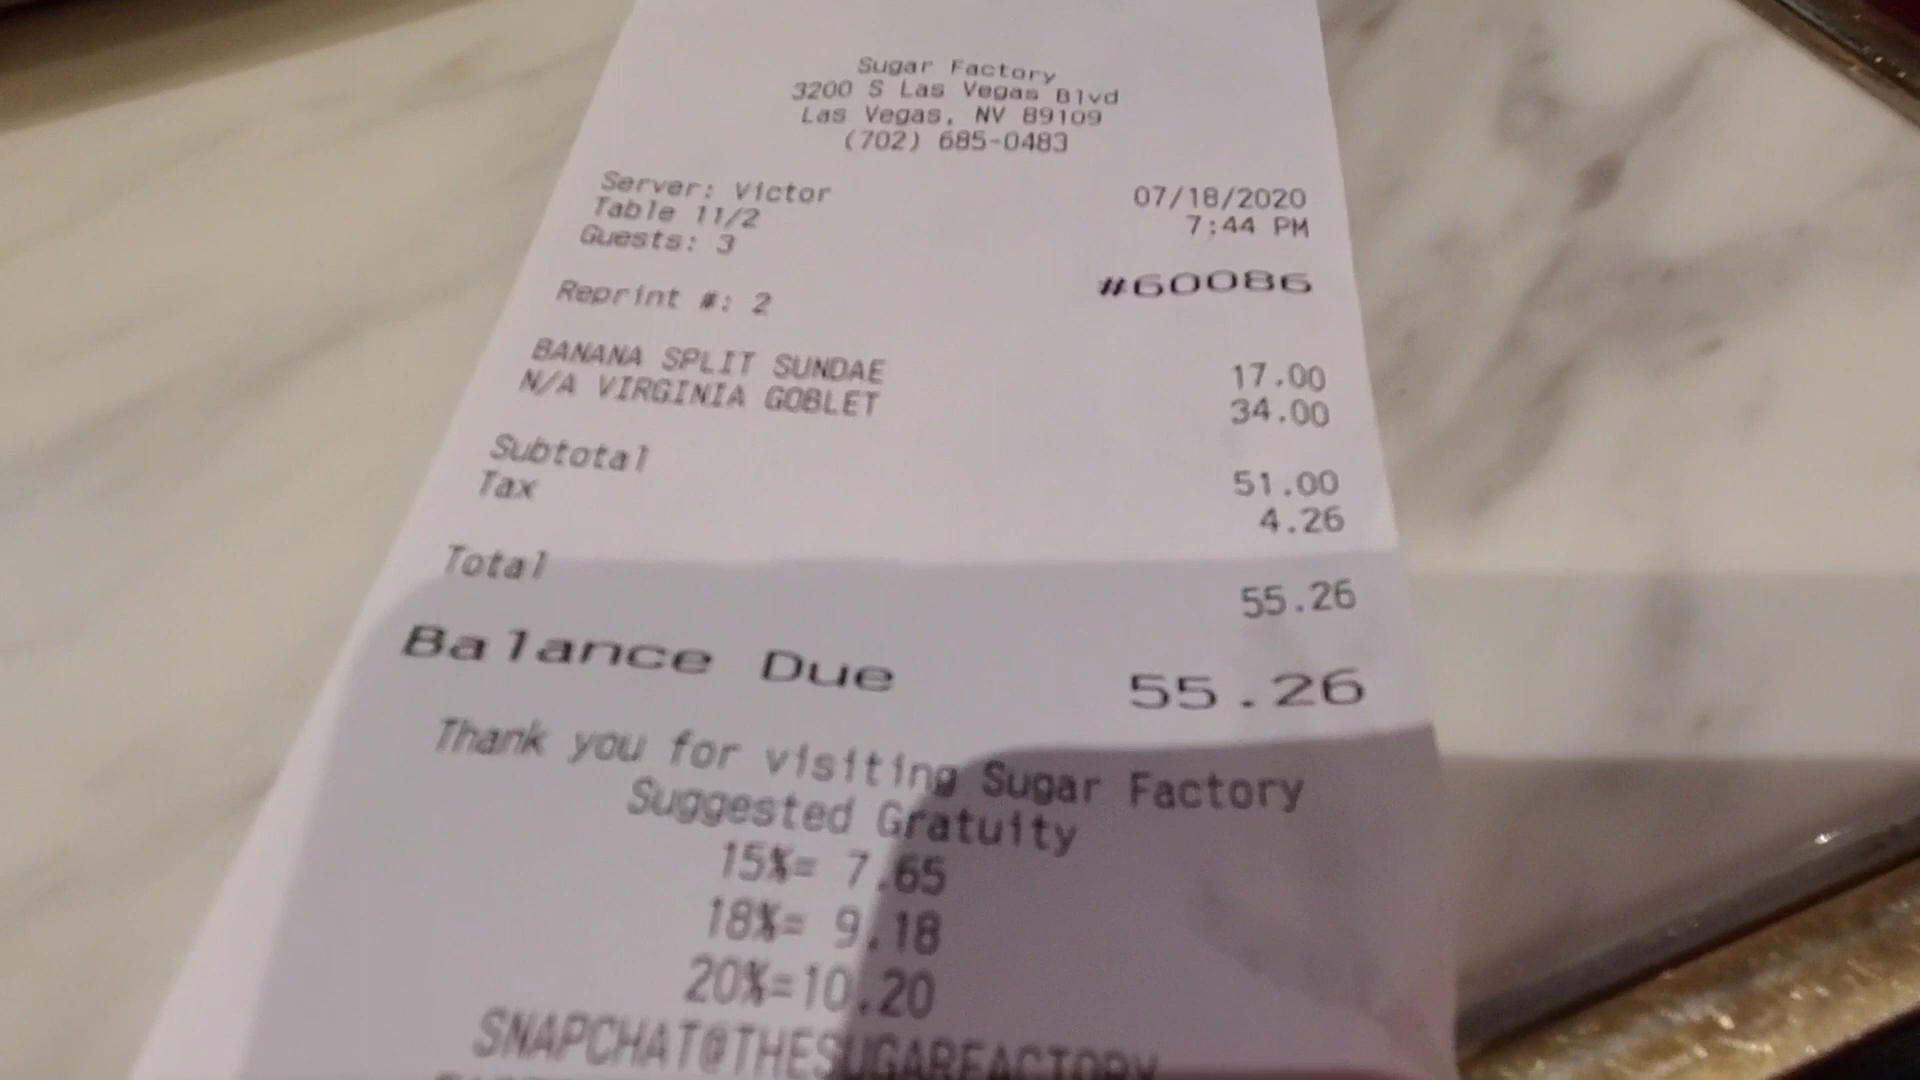 Sugar Factory
3200 S Las Vegas Blvd
Las Vegas, NV 89109
(702) 685-0483
Server: Victor 07/18/2020
Table 11/2 7:44 PM
Guests: 3
#60086
Reprint #: 2
BANANA SPLIT SUNDAE 17.00
N/A VIRGINIA GOBLET 34.00
Subtotal 51.00
Tax 4.26
Total 55.26
Balance Due 55.26
Thank you for visiting Sugar Factory
Suggested Gratuity
15%= 7.65
18%= 9.18
20%=10.20
SNAPCHAT@THESUGARFACTORY